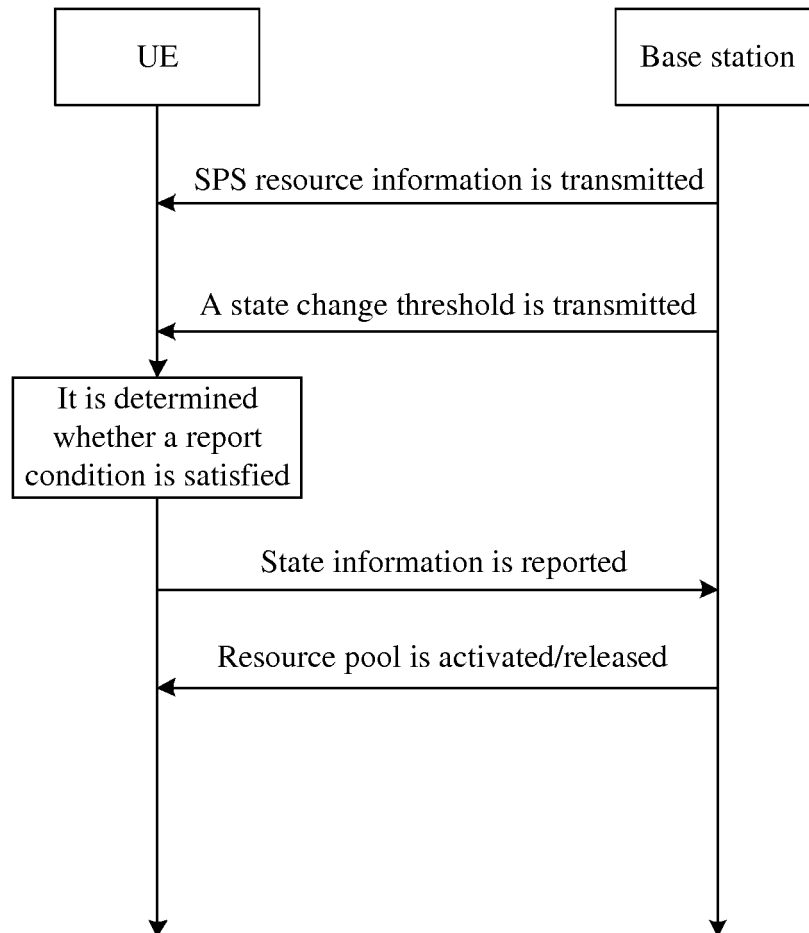 UE
Base station
SPS resource information is transmitted
A state change threshold is transmitted
It is determined
whether a report
condition is satisfied
State information is reported
Resource pool is activated/released